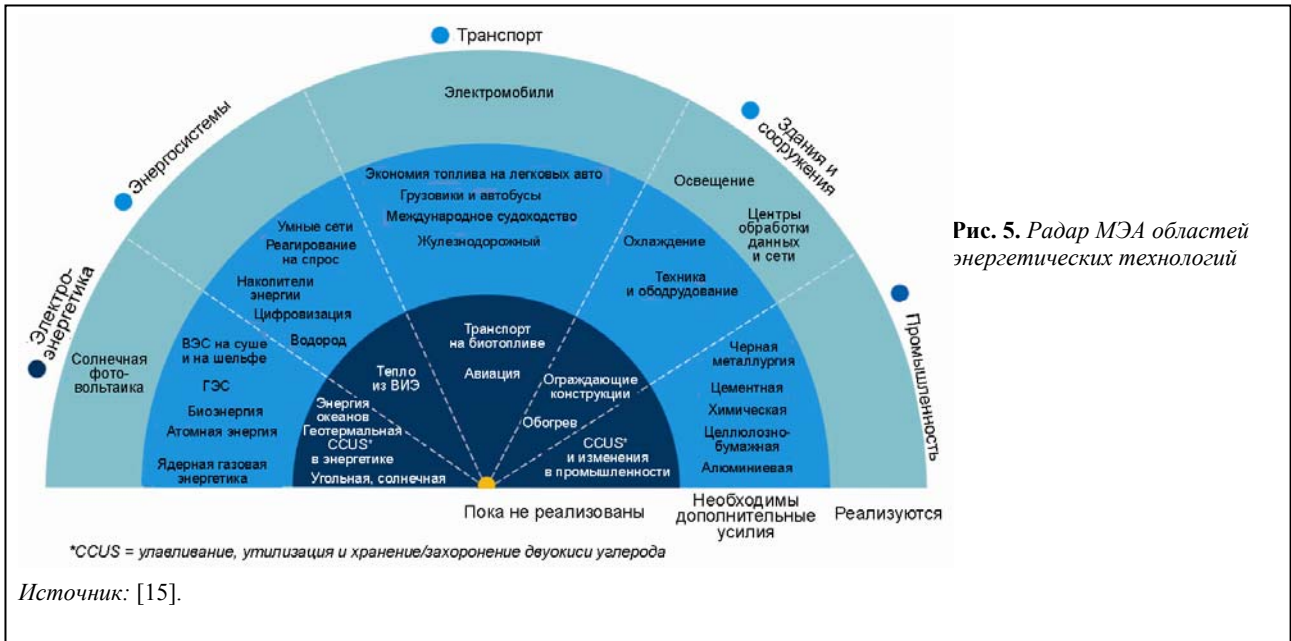 Транспорт
Электромобили
Энергосистемы
Здания и
сооружения
Экономия топлива на легковых авто
Грузовики и автобусы
Международное судоходство
Железнодорожный
Освещение
Центры
обработки
данных
и сети
Умные сети
Реагирование
на спрос
Накопители
энергии
Цифровизация
Водород
Охлаждение
Техника
и ободрудование
Рис. 5. Радар МЭА областей
энергетических технологий
Электро-
энергетика
Солнечная
фото-
вольтаика
ВЭС на суше
и на шельфе
ГЭС
Биоэнергия
Атомная энергия
Ядерная газовая
энергетика
Тепло
из ВИЭ
Энергия
океанов
Геотермальная
CCUS*
в энергетике
Угольная, солнечная
Транспорт
на биотопливе
Авиация
Ограждающие
конструкции
Обогрев
CCUS*
и изменения
в промышленности
Черная
металлургия
Цементная
Химическая
Целлюлозно-
бумажная
Алюминиевая
Промышленность
Пока не реализованы
Необходимы
дополнительные
усилия
Реализуются
*CCUS = улавливание, утилизация и хранение/захоронение двуокиси углерода
Источник: [15].